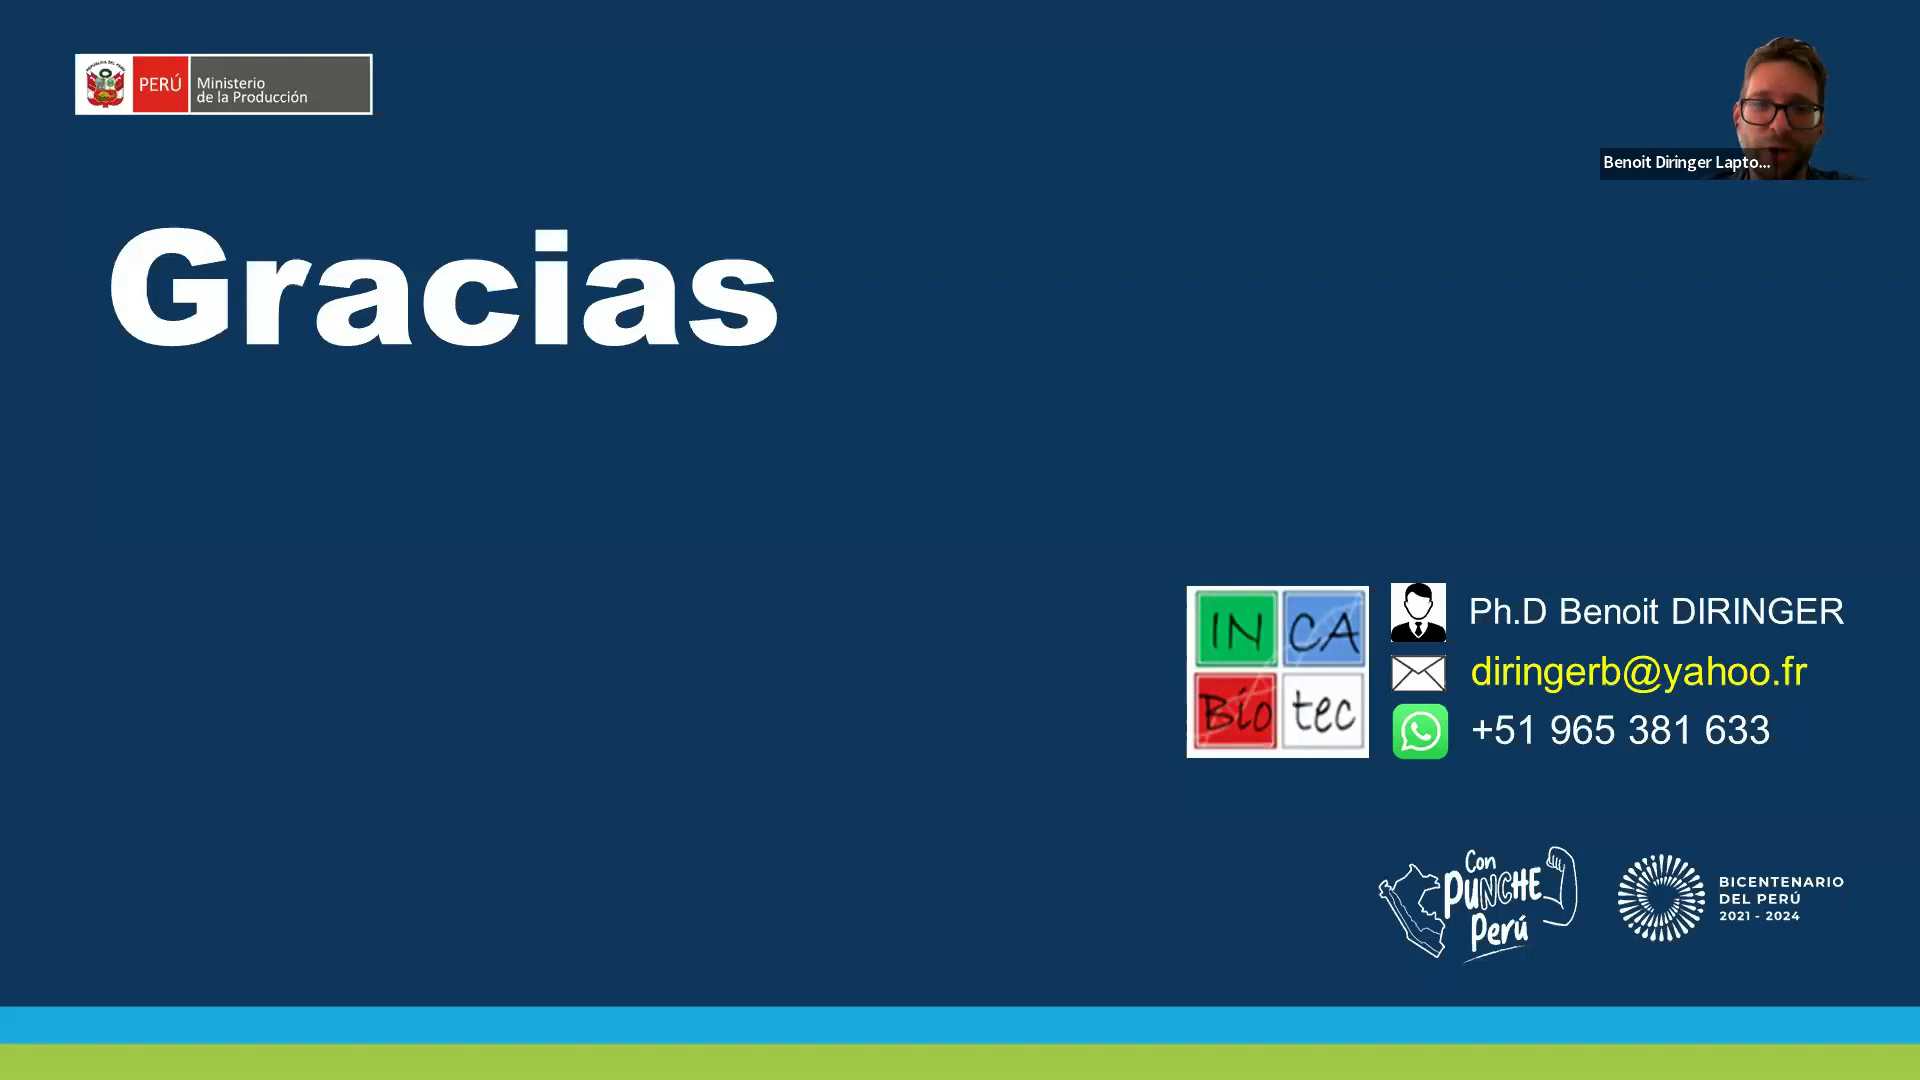 PERÚ
Ministerio
de la Producción
Benoit Diringer Lapto...
Gracias
IN CA
Bio tec
Ph.D Benoit DIRINGER
diringerb@yahoo.fr
+51 965 381 633
Con
PUNCHE
Perú
BICENTENARIO
DEL PERÚ
2021 - 2024